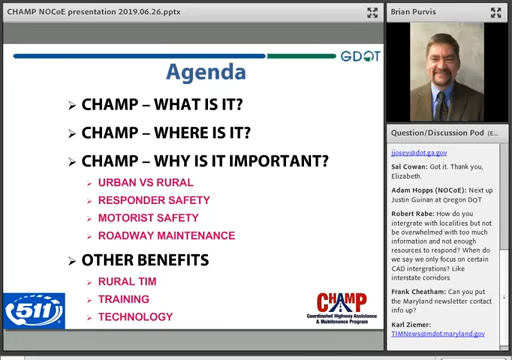 CHAMP NOCoE presentation 2019.06.26.pptx
GDOT
Agenda
CHAMP – WHAT IS IT?
CHAMP – WHERE IS IT?
CHAMP – WHY IS IT IMPORTANT?
URBAN VS RURAL
RESPONDER SAFETY
MOTORIST SAFETY
ROADWAY MAINTENANCE
OTHER BENEFITS
RURAL TIM
TRAINING
TECHNOLOGY
511
CHAMP
Coordinated Highway Assistance
& Maintenance Program
Brian Purvis
Question/Discussion Pod (E...
jjosey@dot.ga.gov
Sal Cowan: Got it. Thank you,
Elizabeth.
Adam Hopps (NOCoE): Next up
Justin Guinan at Oregon DOT
Robert Rabe: How do you
intergrate with localities but not
be overwhelmed with too much
information and not enough
resources to respond? When do
we say we only focus on certain
CAD intergrations? Like
interstate corridors
Frank Cheatham: Can you put
the Maryland newsletter contact
info up?
Karl Ziemer:
TIMNews@mdot.maryland.gov